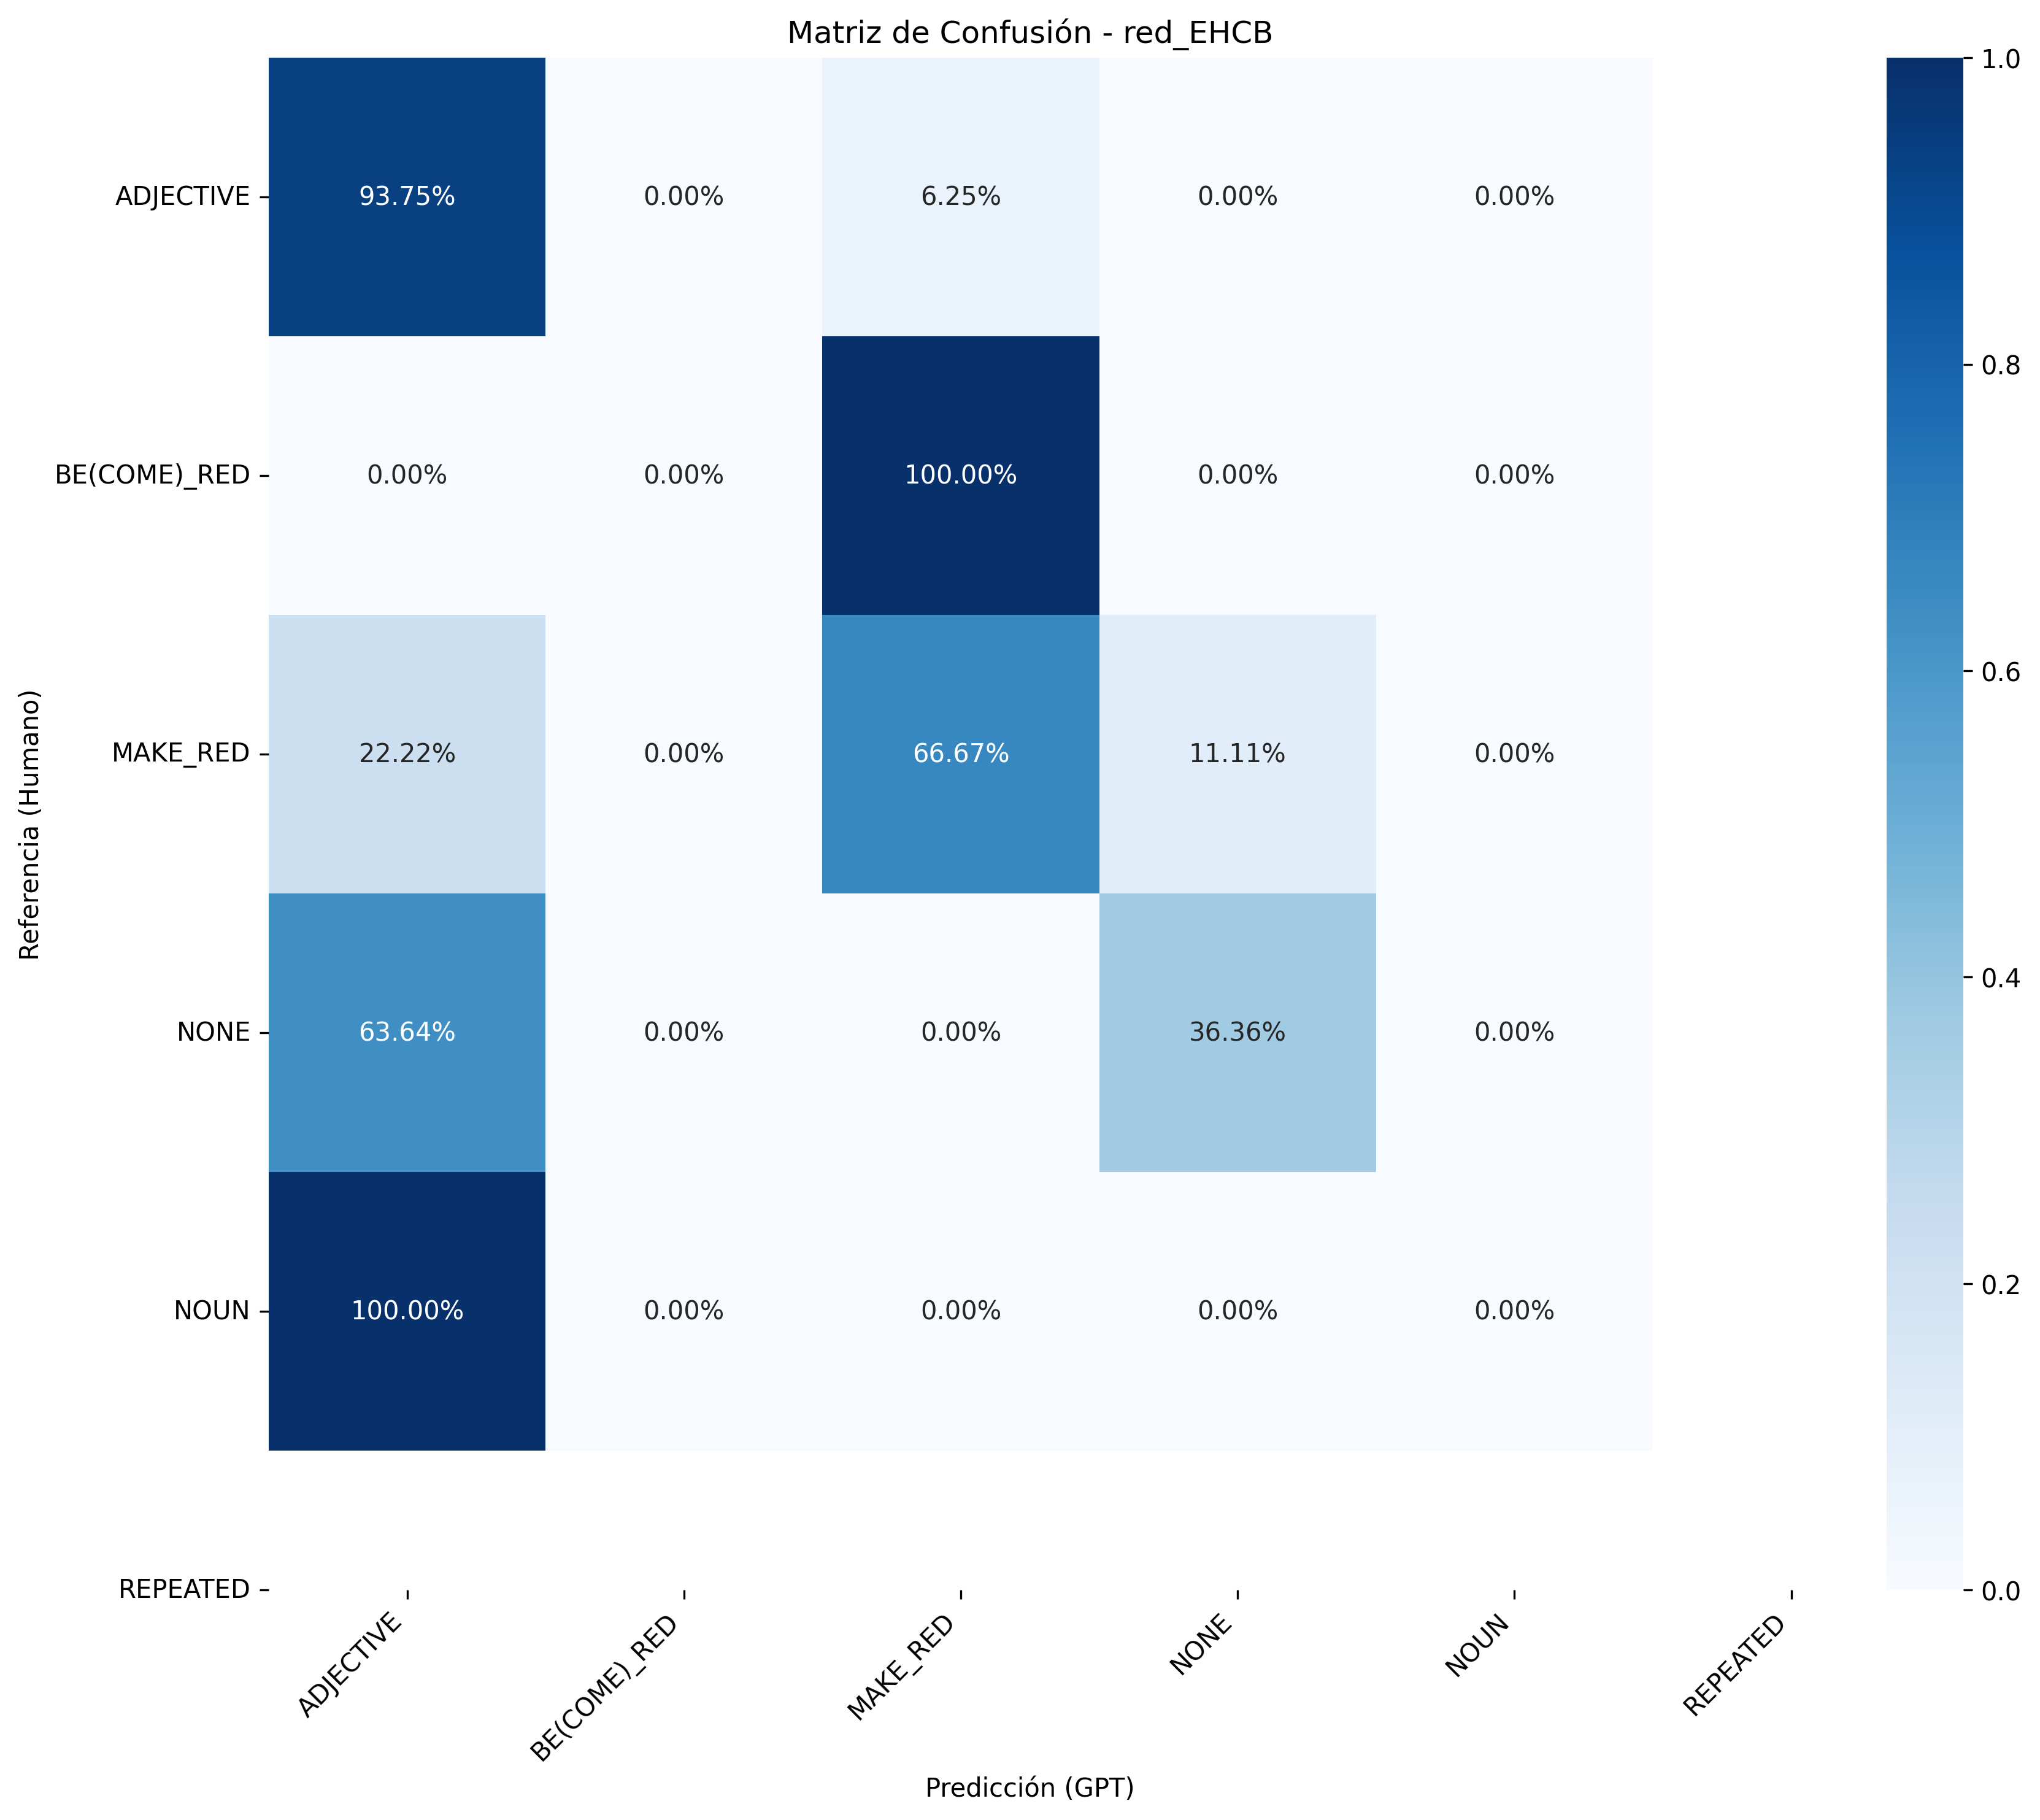 Matriz de Confusión - red_EHCB
ADJECTIVE 93.75% 0.00% 6.25% 0.00% 0.00%
BE(COME)_RED 0.00% 0.00% 100.00% 0.00% 0.00%
MAKE_RED 22.22% 0.00% 66.67% 11.11% 0.00%
NONE 63.64% 0.00% 0.00% 36.36% 0.00%
NOUN 100.00% 0.00% 0.00% 0.00% 0.00%
REPEATED
Referencia (Humano)
ADJECTIVE BE(COME)_RED MAKE_RED NONE NOUN REPEATED
Predicción (GPT)
1.0
0.8
0.6
0.4
0.2
0.0